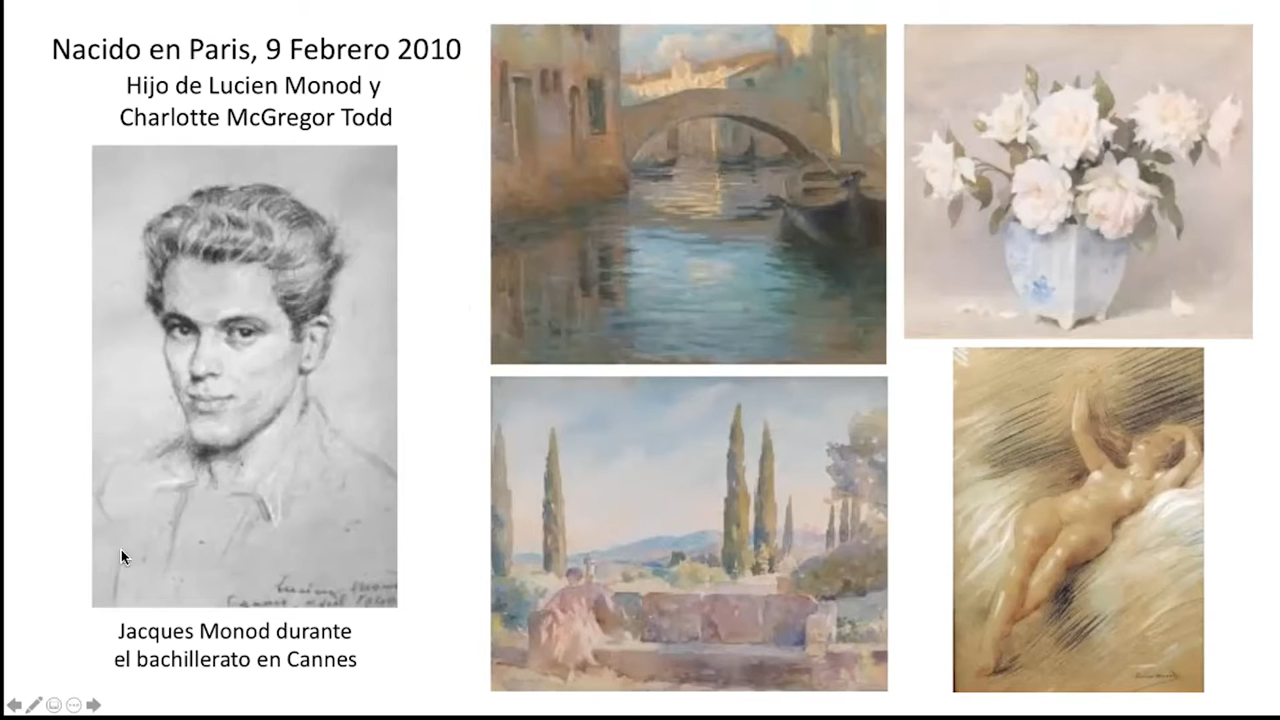 Nacido en Paris, 9 Febrero 2010
Hijo de Lucien Monod y
Charlotte McGregor Todd
Jacques Monod durante
el bachillerato en Cannes